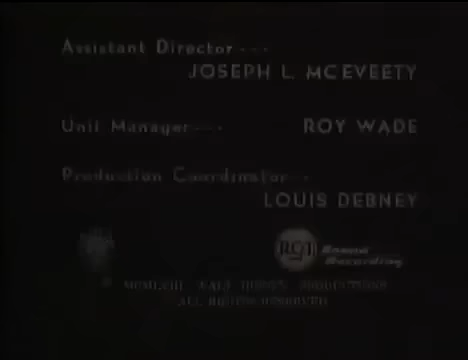 Assistant Director---
JOSEPH L. MCEVEETY
Unit Manager---
ROY WADE
Production Coordinator--
LOUIS DEBNEY
RCA Sound
Recording
WALT DISNEY PRODUCTIONS
ALL RIGHTS RESERVED